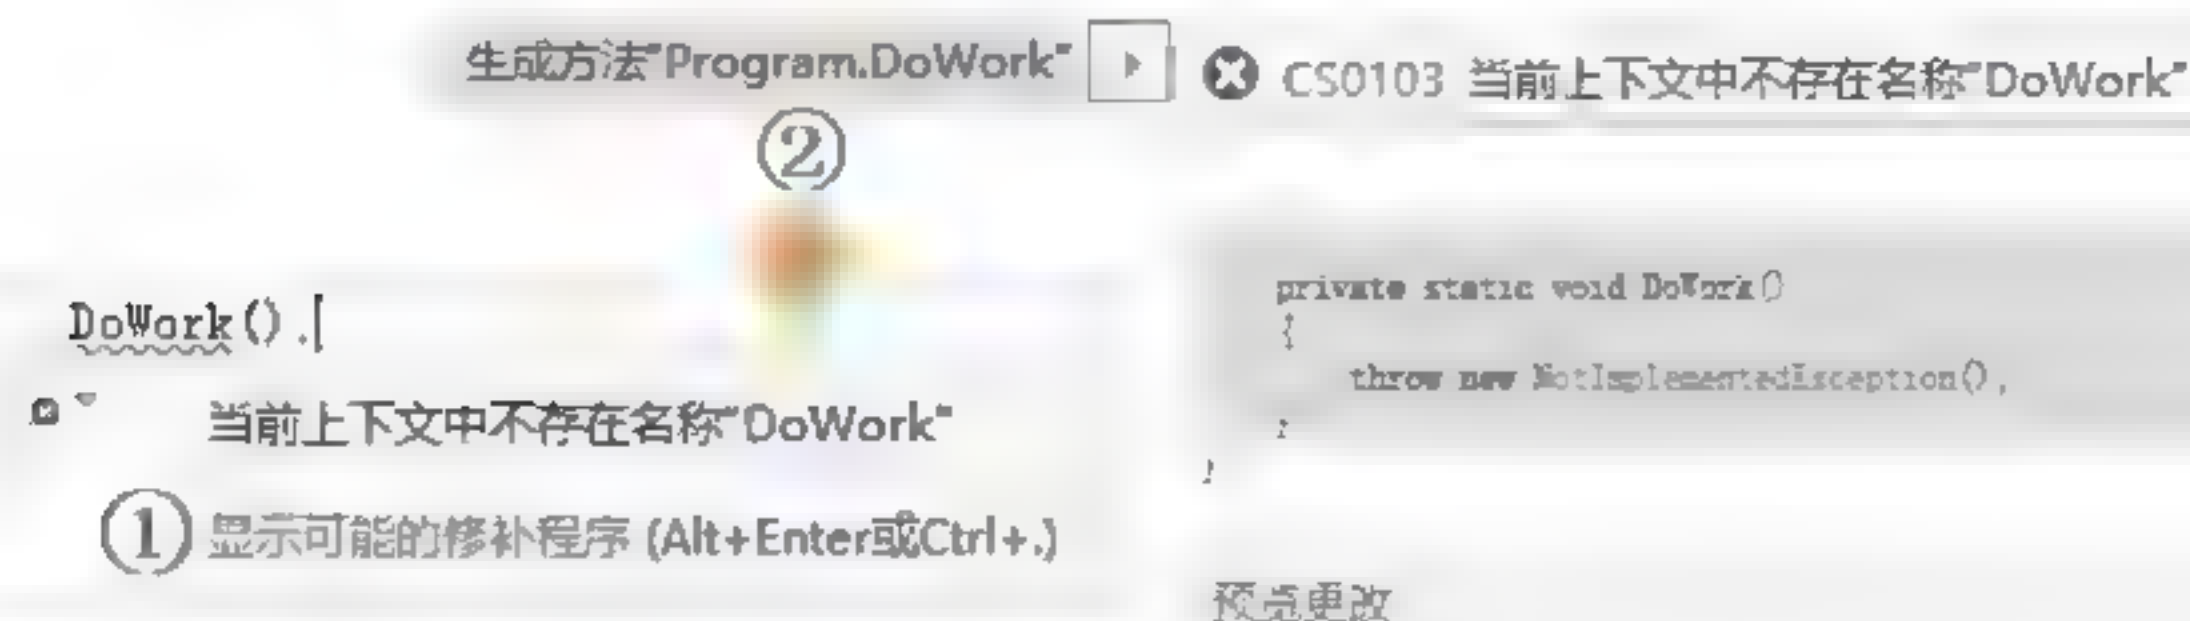 生成方法"Program.DoWork"
CS0103 当前上下文中不存在名称"DoWork"
②
DoWork().
当前上下文中不存在名称"DoWork"
① 显示可能的修补程序 (Alt+Enter或Ctrl+.)
private static void DoWork()
{
throw new NotImplementedException();
}
}
预览更改